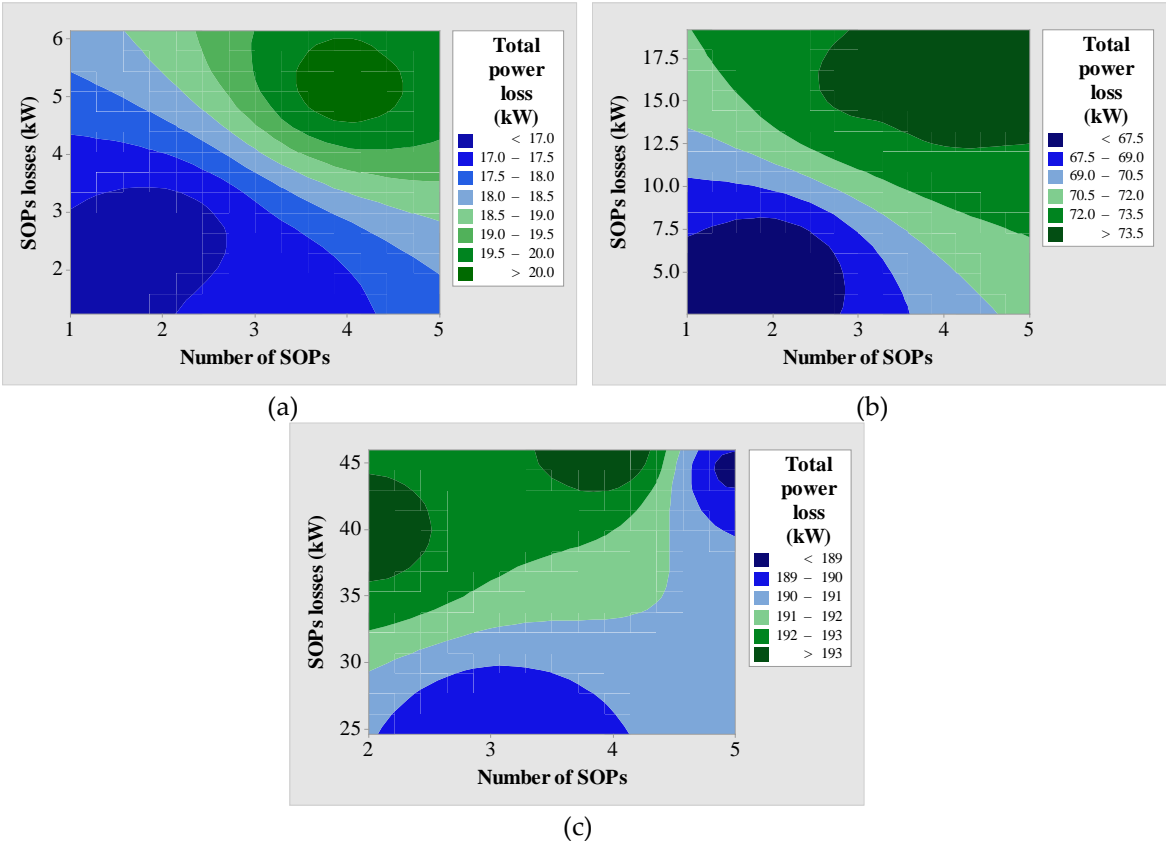 Total
power
loss
(kW)
< 17.0
17.0 – 17.5
17.5 – 18.0
18.0 – 18.5
18.5 – 19.0
19.0 – 19.5
19.5 – 20.0
> 20.0
SOPs losses (kW)
6
5
4
3
2
1 2 3 4 5
Number of SOPs
(a)
Total
power
loss
(kW)
< 67.5
67.5 – 69.0
69.0 – 70.5
70.5 – 72.0
72.0 – 73.5
> 73.5
SOPs losses (kW)
17.5
15.0
12.5
10.0
7.5
5.0
1 2 3 4 5
Number of SOPs
(b)
Total
power
loss
(kW)
< 189
189 – 190
190 – 191
191 – 192
192 – 193
> 193
SOPs losses (kW)
45
40
35
30
25
2 3 4 5
Number of SOPs
(c)